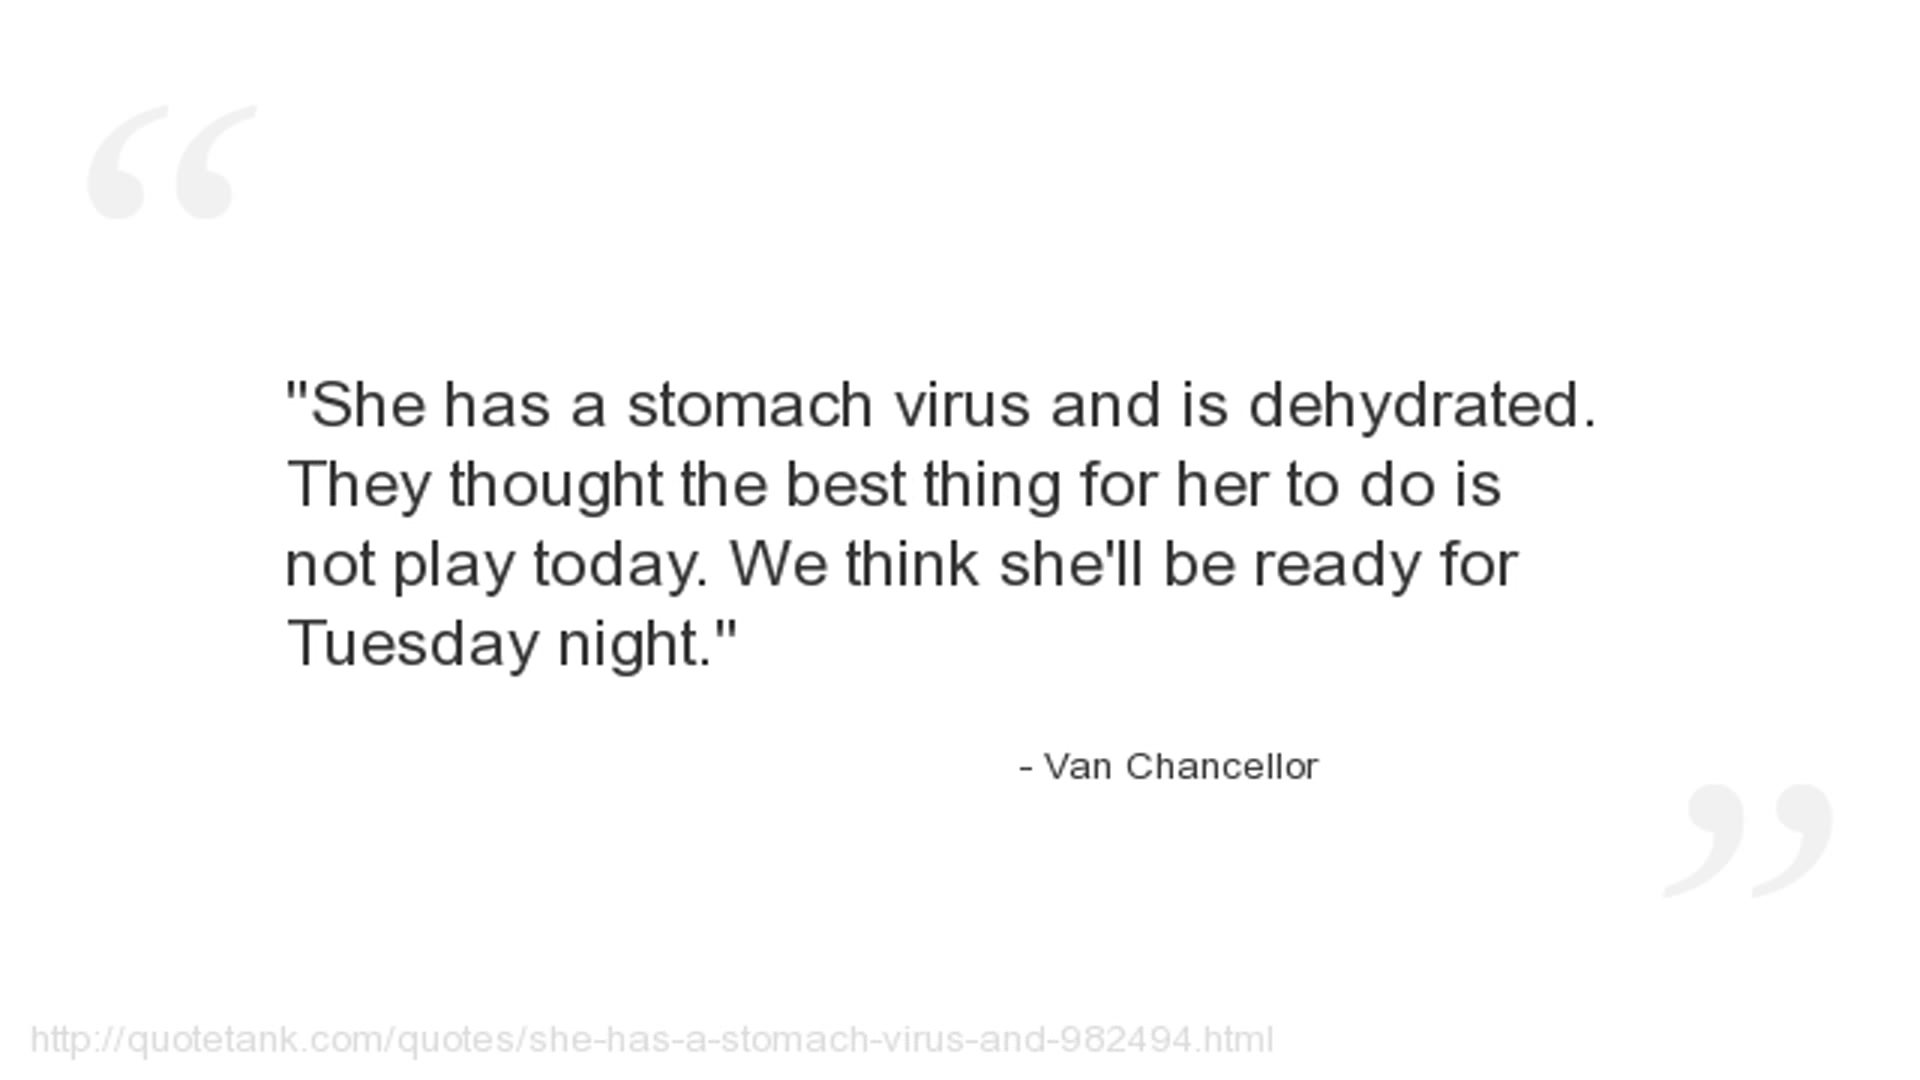 "She has a stomach virus and is dehydrated.
They thought the best thing for her to do is
not play today. We think she'll be ready for
Tuesday night."
- Van Chancellor
http://quotetank.com/quotes/she-has-a-stomach-virus-and-982494.html